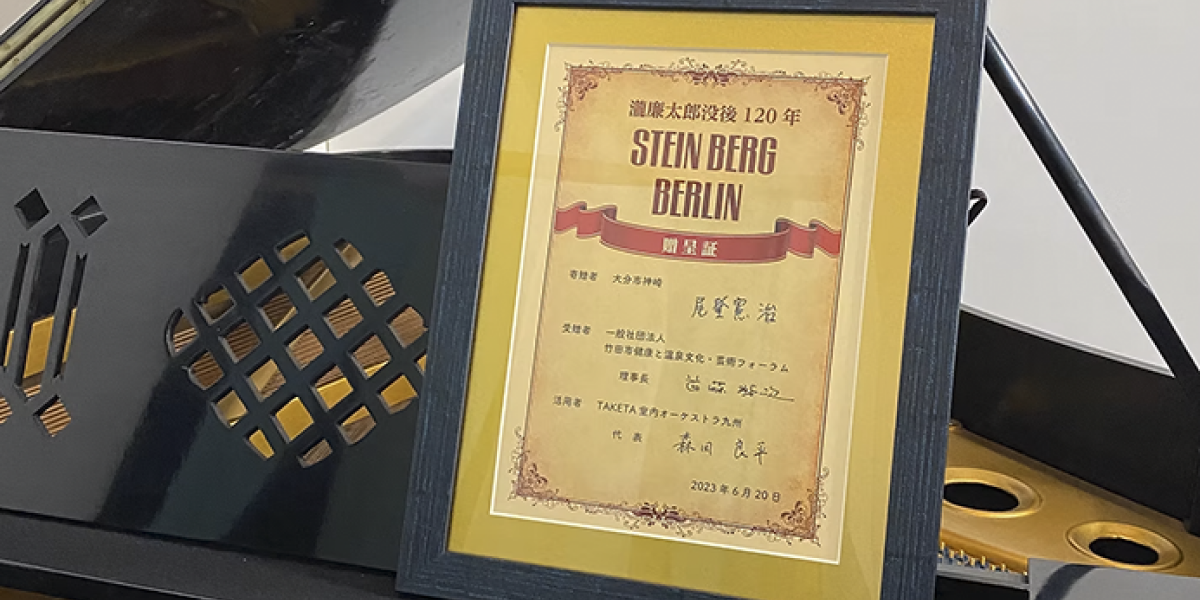 瀧廉太郎没後 120 年
STEIN BERG
BERLIN
贈呈証
寄贈者 大分市神崎
尾登憲治
受贈者 一般社団法人
竹田市健康と温泉文化・芸術フォーラム
理事長
活用者 TAKETA 室内オーケストラ九州
代 表 森田 良平
2023 年 6 月 20 日